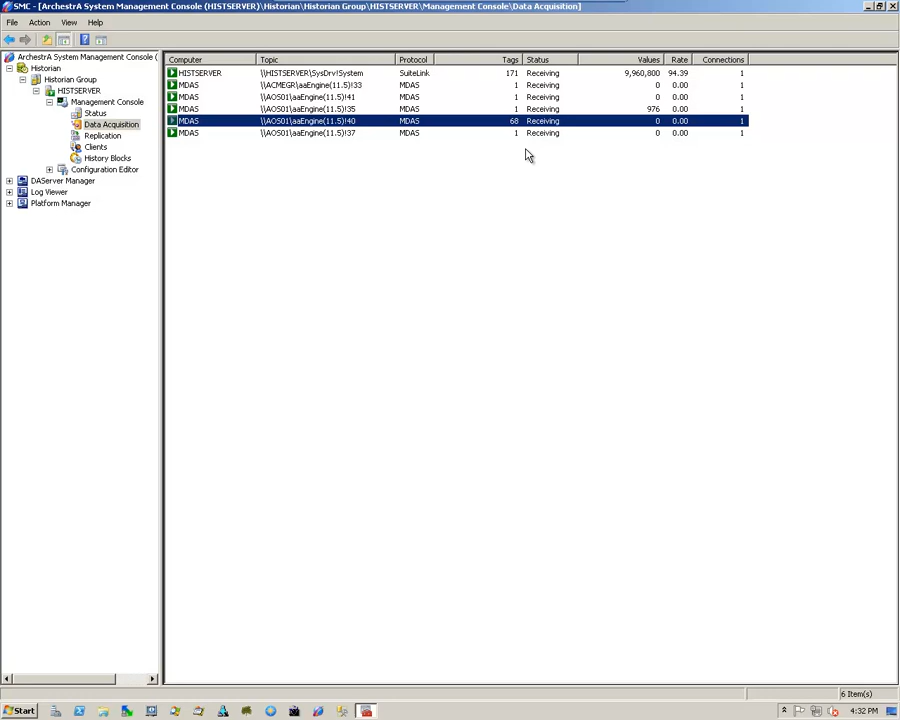 SMC - [ArchestrA System Management Console (HISTSERVER)\Historian\Historian Group\HISTSERVER\Management Console\Data Acquisition]
File Action View Help
ArchestrA System Management Console (
Historian
Historian Group
HISTSERVER
Management Console
Status
Data Acquisition
Replication
Clients
History Blocks
Configuration Editor
DAServer Manager
Log Viewer
Platform Manager
Computer Topic Protocol Tags Status Values Rate Connections
HISTSERVER \\HISTSERVER\SysDrv!System SuiteLink 171 Receiving 9,960,800 94.39 1
MDAS \\ACMEGR\aaEngine(11.5)!33 MDAS 1 Receiving 0 0.00 1
MDAS \\AOS01\aaEngine(11.5)!41 MDAS 1 Receiving 0 0.00 1
MDAS \\AOS01\aaEngine(11.5)!35 MDAS 1 Receiving 976 0.00 1
MDAS \\AOS01\aaEngine(11.5)!40 MDAS 68 Receiving 0 0.00 1
MDAS \\AOS01\aaEngine(11.5)!37 MDAS 1 Receiving 0 0.00 1
6 Item(s)
Start 4:32 PM